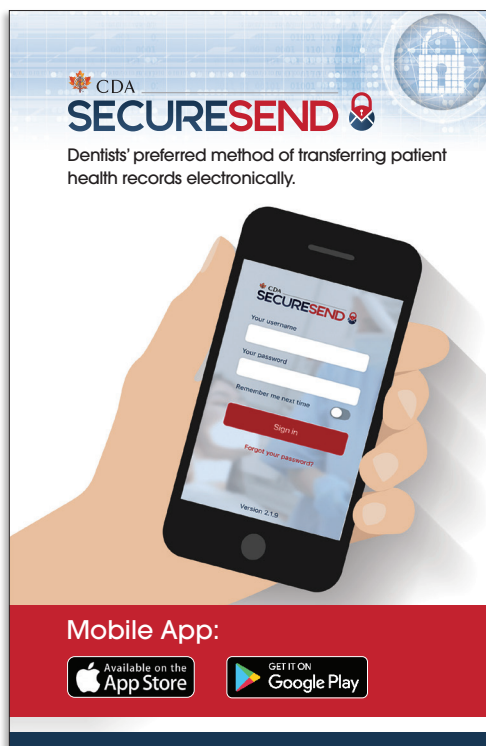 CDA
SECURESEND
Dentists' preferred method of transferring patient
health records electronically.
CDA
SECURESEND
Your username
Your password
Remember me next time
Sign In
Forgot your password?
Version 2.1.9
Mobile App:
Available on the
App Store
GET IT ON
Google Play